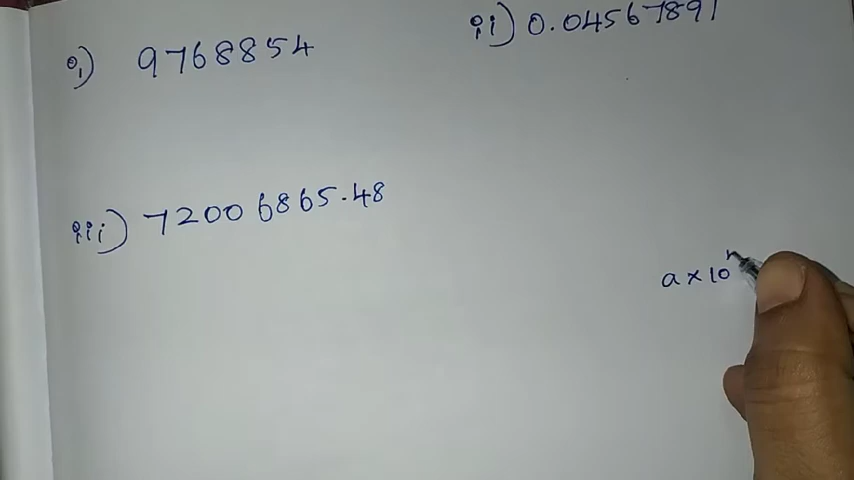 i) 9768854
ii) 0.04567891
iii) 72006865.48
a × 10ⁿ